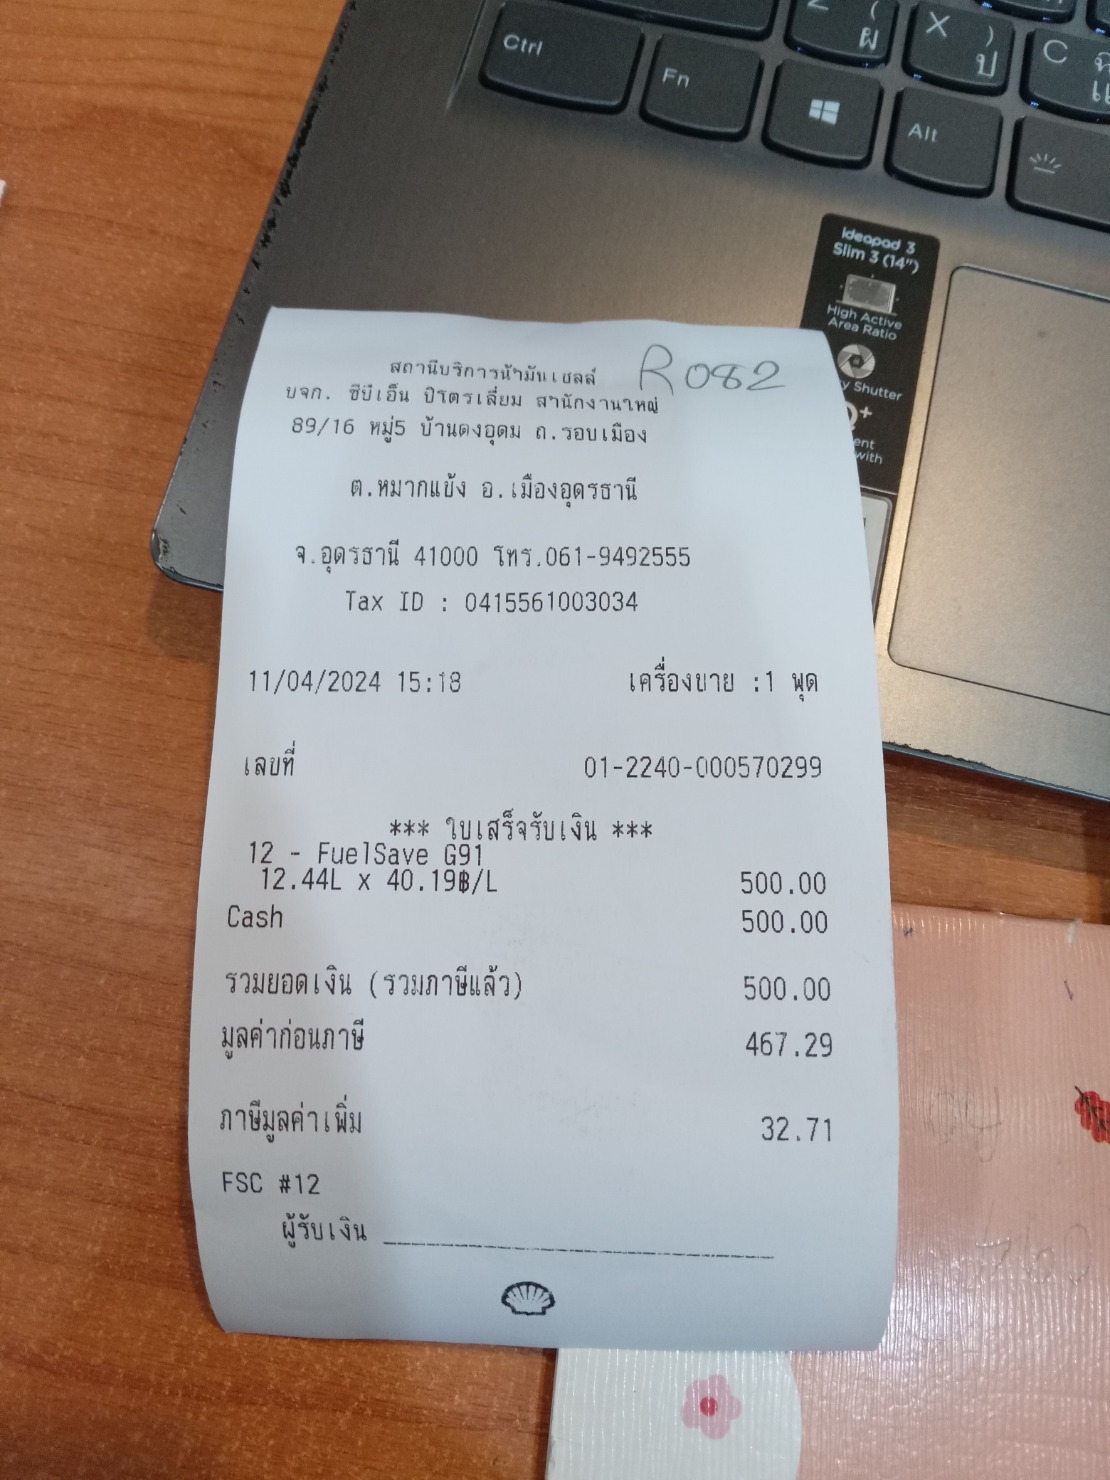 Ctrl
Fn
Alt
Z (
ผ
X )
ป
C ฉ
แ
ideapad 3
Slim 3 (14")
High Active
Area Ratio
Shutter
with
R082
สถานีบริการน้ำมันเชลล์
บจก. ซีบีเอ็น ปิโตรเลี่ยม สำนักงานใหญ่
89/16 หมู่5 บ้านดงอุดม ถ.รอบเมือง
ต.หมากแข้ง อ.เมืองอุดรธานี
จ.อุดรธานี 41000 โทร.061-9492555
Tax ID : 0415561003034
11/04/2024 15:18 เครื่องขาย :1 พุด
เลขที่ 01-2240-000570299
*** ใบเสร็จรับเงิน ***
12 - FuelSave G91
12.44L x 40.19฿/L 500.00
Cash 500.00
รวมยอดเงิน (รวมภาษีแล้ว) 500.00
มูลค่าก่อนภาษี 467.29
ภาษีมูลค่าเพิ่ม 32.71
FSC #12
ผู้รับเงิน